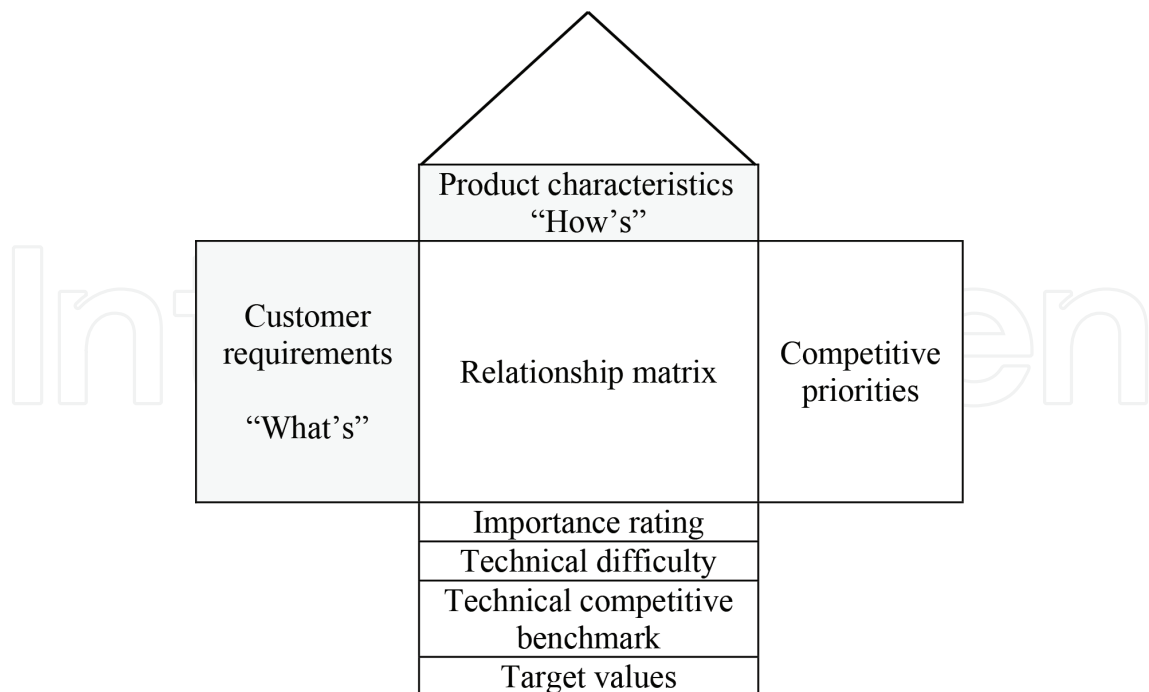 Product characteristics
“How’s”
Customer
requirements
“What’s”
Relationship matrix
Competitive
priorities
Importance rating
Technical difficulty
Technical competitive
benchmark
Target values